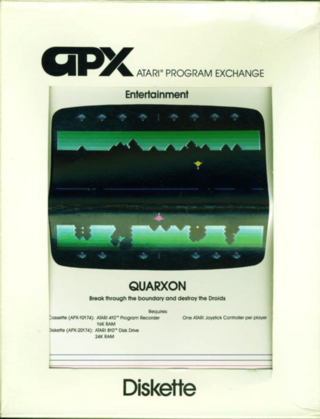 APX ATARI® PROGRAM EXCHANGE
Entertainment
QUARXON
Break through the boundary and destroy the Droids
Requires
Cassette (APX-10174): ATARI 410™ Program Recorder One ATARI Joystick Controller per player
16K RAM
Diskette (APX-20174): ATARI 810™ Disk Drive
24K RAM
Diskette